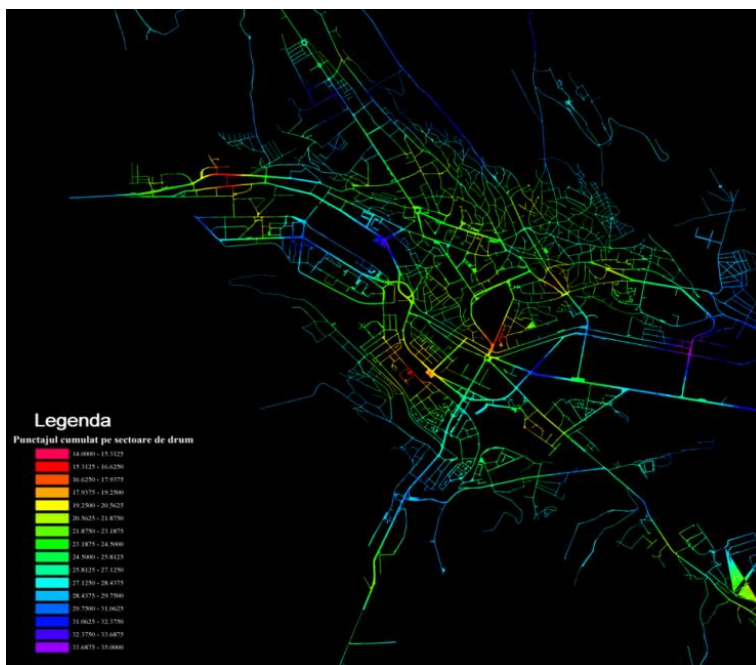 Legenda
Punctajul cumulat pe sectoare de drum
14.0000 - 15.3125
15.3125 - 16.6250
16.6250 - 17.9375
17.9375 - 19.2500
19.2500 - 20.5625
20.5625 - 21.8750
21.8750 - 23.1875
23.1875 - 24.5000
24.5000 - 25.8125
25.8125 - 27.1250
27.1250 - 28.4375
28.4375 - 29.7500
29.7500 - 31.0625
31.0625 - 32.3750
32.3750 - 33.6875
33.6875 - 35.0000